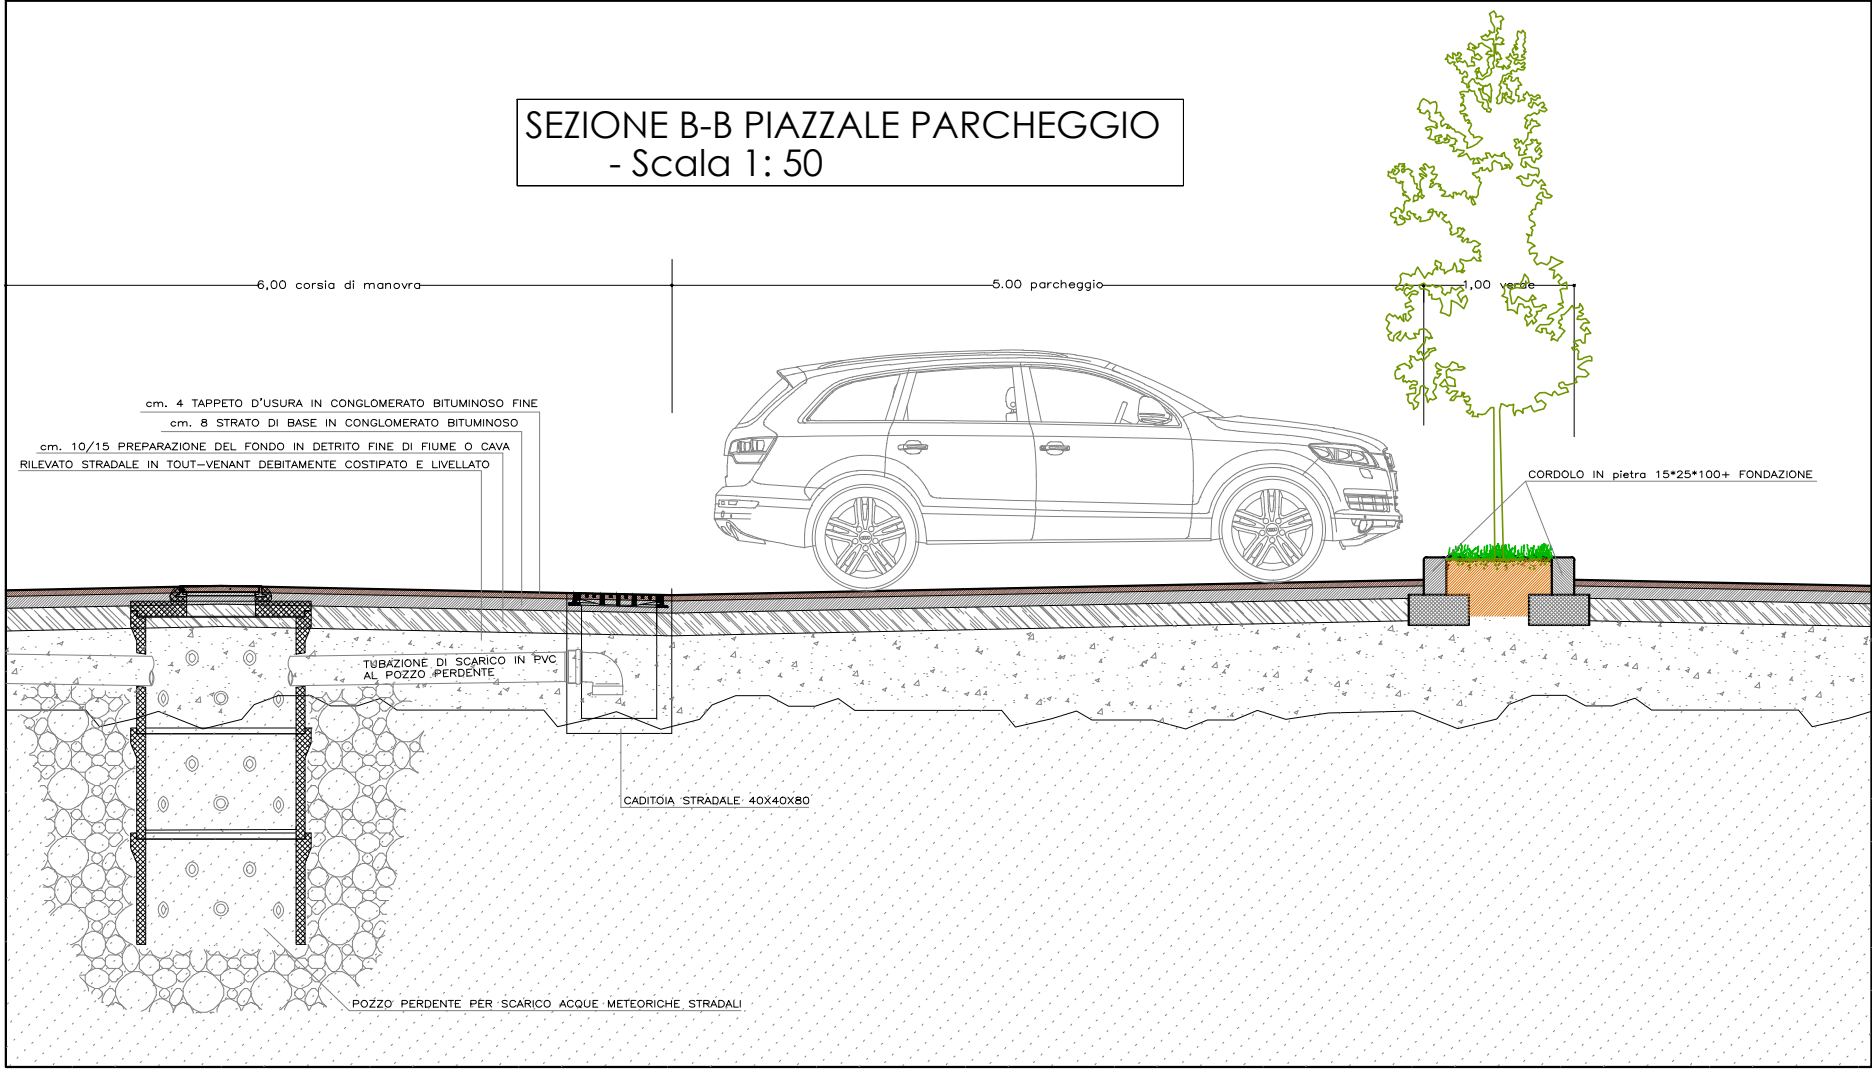 SEZIONE B-B PIAZZALE PARCHEGGIO
- Scala 1: 50
6,00 corsia di manovra
5.00 parcheggio
1,00 verde
cm. 4 TAPPETO D'USURA IN CONGLOMERATO BITUMINOSO FINE
cm. 8 STRATO DI BASE IN CONGLOMERATO BITUMINOSO
cm. 10/15 PREPARAZIONE DEL FONDO IN DETRITO FINE DI FIUME O CAVA
RILEVATO STRADALE IN TOUT-VENANT DEBITAMENTE COSTIPATO E LIVELLATO
CORDOLO IN pietra 15*25*100+ FONDAZIONE
TUBAZIONE DI SCARICO IN PVC
AL POZZO PERDENTE
CADITOIA STRADALE 40X40X80
POZZO PERDENTE PER SCARICO ACQUE METEORICHE STRADALI